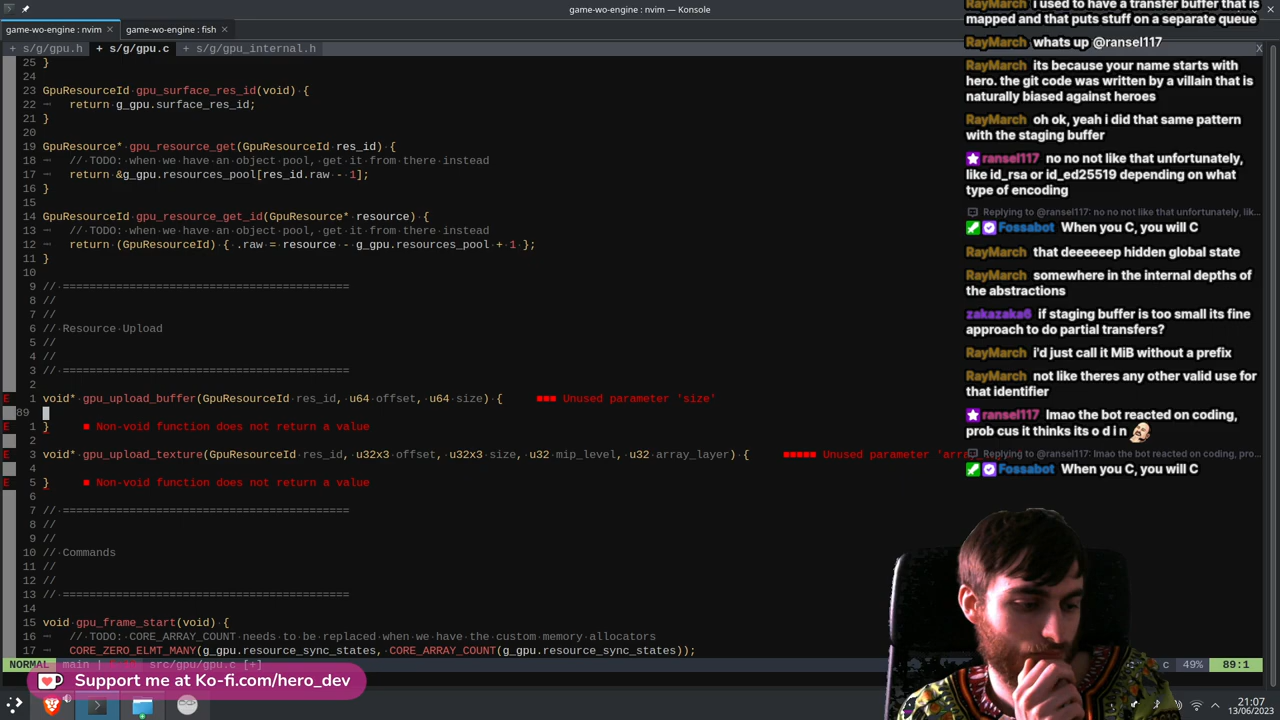 game-wo-engine : nvim — Konsole
game-wo-engine : nvim
game-wo-engine : fish
+ s/g/gpu.h
+ s/g/gpu.c
+ s/g/gpu_internal.h
X
25 }
24
23 GpuResourceId gpu_surface_res_id(void) {
22 return g_gpu.surface_res_id;
21 }
20
19 GpuResource* gpu_resource_get(GpuResourceId res_id) {
18 // TODO: when we have an object pool, get it from there instead
17 return &g_gpu.resources_pool[res_id.raw - 1];
16 }
15
14 GpuResourceId gpu_resource_get_id(GpuResource* resource) {
13 // TODO: when we have an object pool, get it from there instead
12 return (GpuResourceId) { .raw = resource - g_gpu.resources_pool + 1 };
11 }
10
9 // =========================================
8 //
7 //
6 // Resource Upload
5 //
4 //
3 // =========================================
2
E 1 void* gpu_upload_buffer(GpuResourceId res_id, u64 offset, u64 size) { ■■■ Unused parameter 'size'
89
E 1 } ■ Non-void function does not return a value
2
E 3 void* gpu_upload_texture(GpuResourceId res_id, u32x3 offset, u32x3 size, u32 mip_level, u32 array_layer) { ■■■■■ Unused parameter
4
E 5 } ■ Non-void function does not return a value
6
7 // =========================================
8 //
9 //
10 // Commands
11 //
12 //
13 // =========================================
14
15 void gpu_frame_start(void) {
16 // TODO: CORE_ARRAY_COUNT needs to be replaced when we have the custom memory allocators
17 CORE_ZERO_ELMT_MANY(g_gpu.resource_sync_states, CORE_ARRAY_COUNT(g_gpu.resource_sync_states));
NORMAL main | src/gpu/gpu.c [+]
c 49% 89:1
Support me at Ko-fi.com/hero_dev
21:07
13/06/2023
RayMarch i used to have a transfer buffer that is
mapped and that puts stuff on a separate queue
RayMarch whats up @ransel117
RayMarch its because your name starts with
hero. the git code was written by a villain that is
naturally biased against heroes
RayMarch oh ok, yeah i did that same pattern
with the staging buffer
ransel117 no no not like that unfortunately,
like id_rsa or id_ed25519 depending on what
type of encoding
Replying to @ransel117: no no not like that unfortunately, lik...
Fossabot When you C, you will C
RayMarch that deeeeeep hidden global state
RayMarch somewhere in the internal depths of
the abstractions
zakazaka6 if staging buffer is too small its fine
approach to do partial transfers?
RayMarch i'd just call it MiB without a prefix
RayMarch not like theres any other valid use for
that identifier
ransel117 lmao the bot reacted on coding,
prob cus it thinks its o d i n
Replying to @ransel117: lmao the bot reacted on coding, pro...
Fossabot When you C, you will C